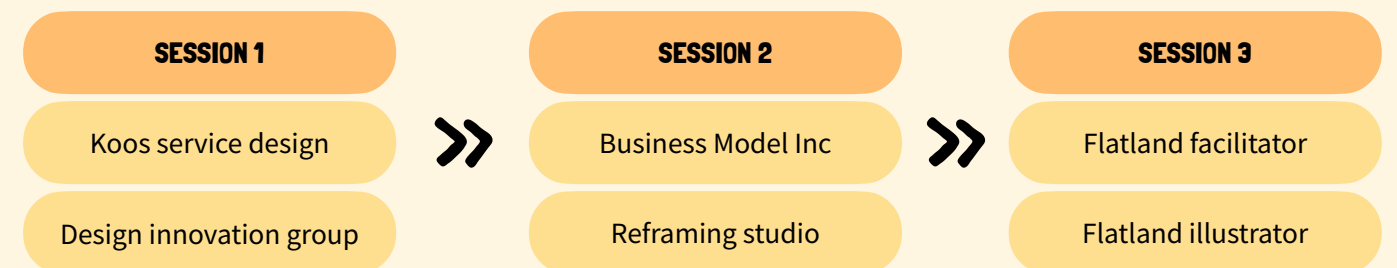 SESSION 1
Koos service design
Design innovation group
SESSION 2
Business Model Inc
Reframing studio
SESSION 3
Flatland facilitator
Flatland illustrator